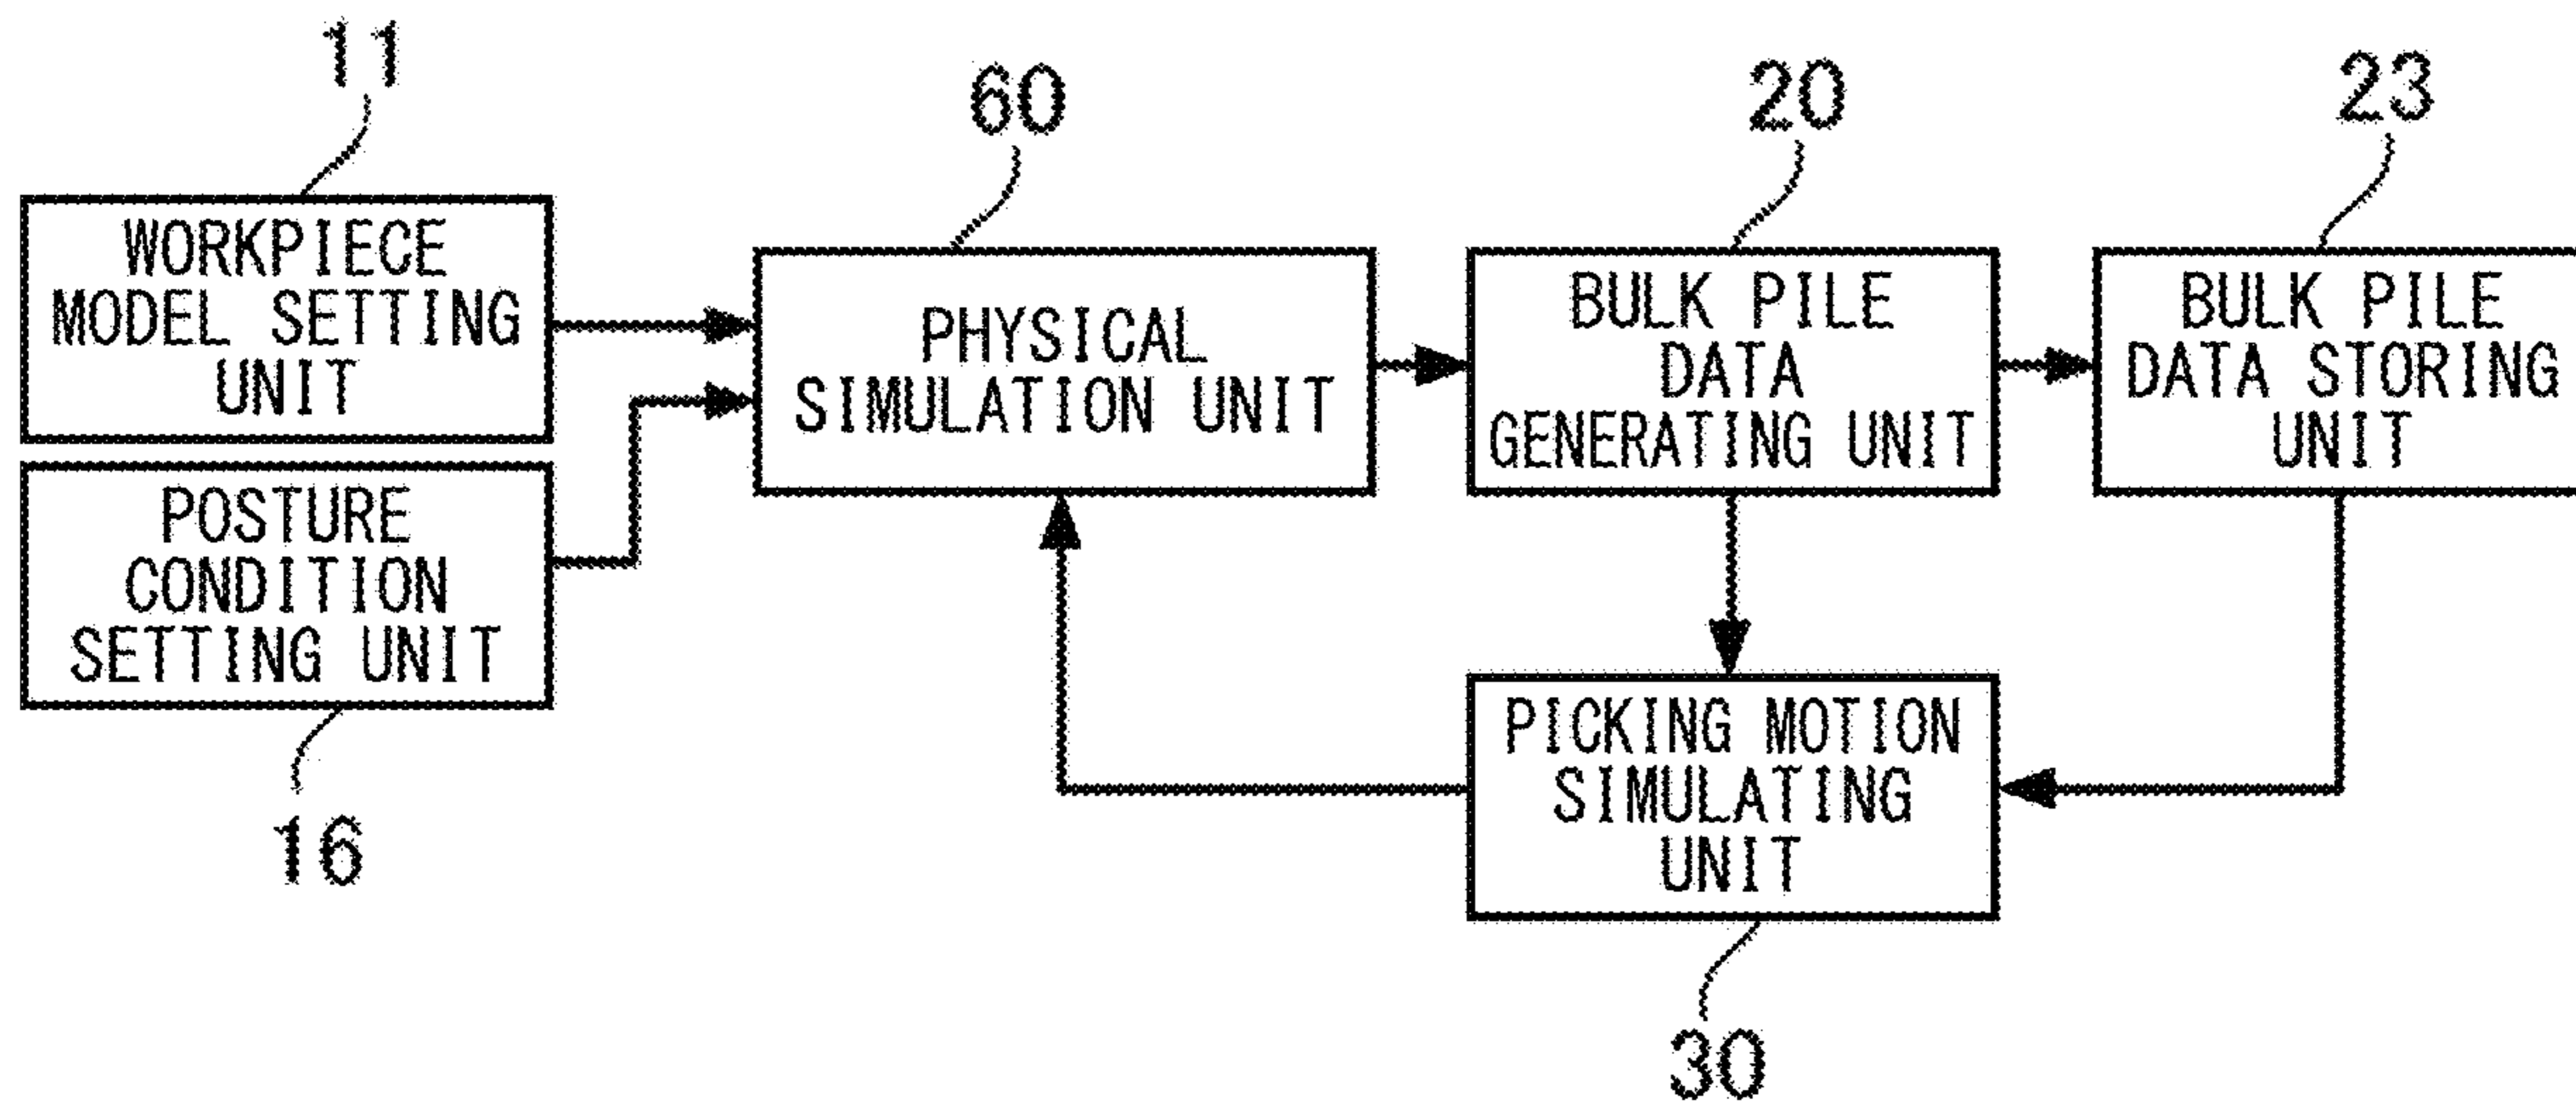 11
60
20
23
WORKPIECE
MODEL SETTING
UNIT
PHYSICAL
SIMULATION UNIT
BULK PILE
DATA
GENERATING UNIT
BULK PILE
DATA STORING
UNIT
POSTURE
CONDITION
SETTING UNIT
16
PICKING MOTION
SIMULATING
UNIT
30